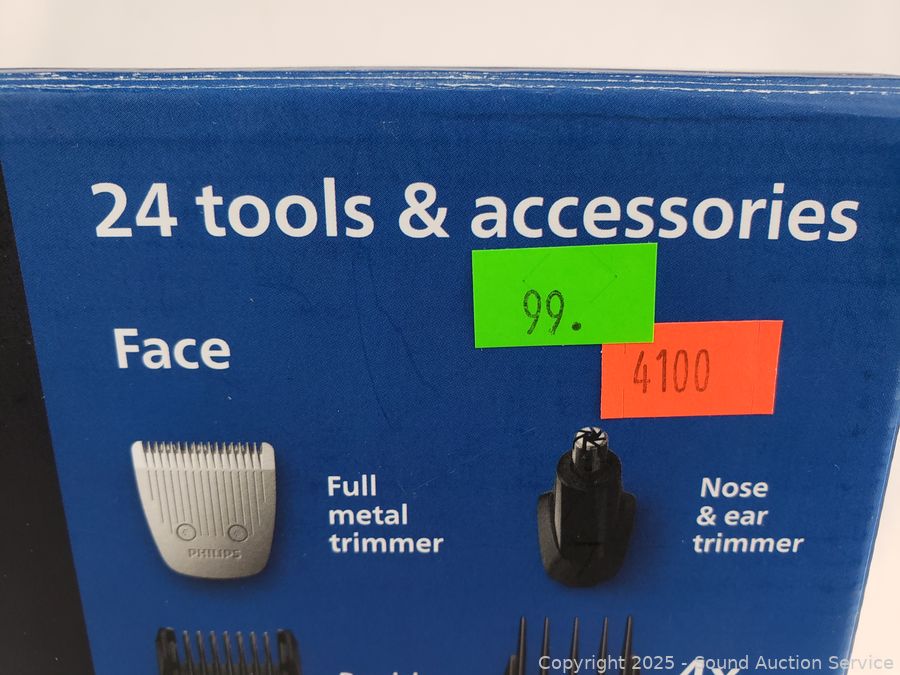 24 tools & accessories
99.
4100
Face
Full
metal
trimmer
Nose
& ear
trimmer
PHILIPS
4x
Copyright 2025 - Sound Auction Service